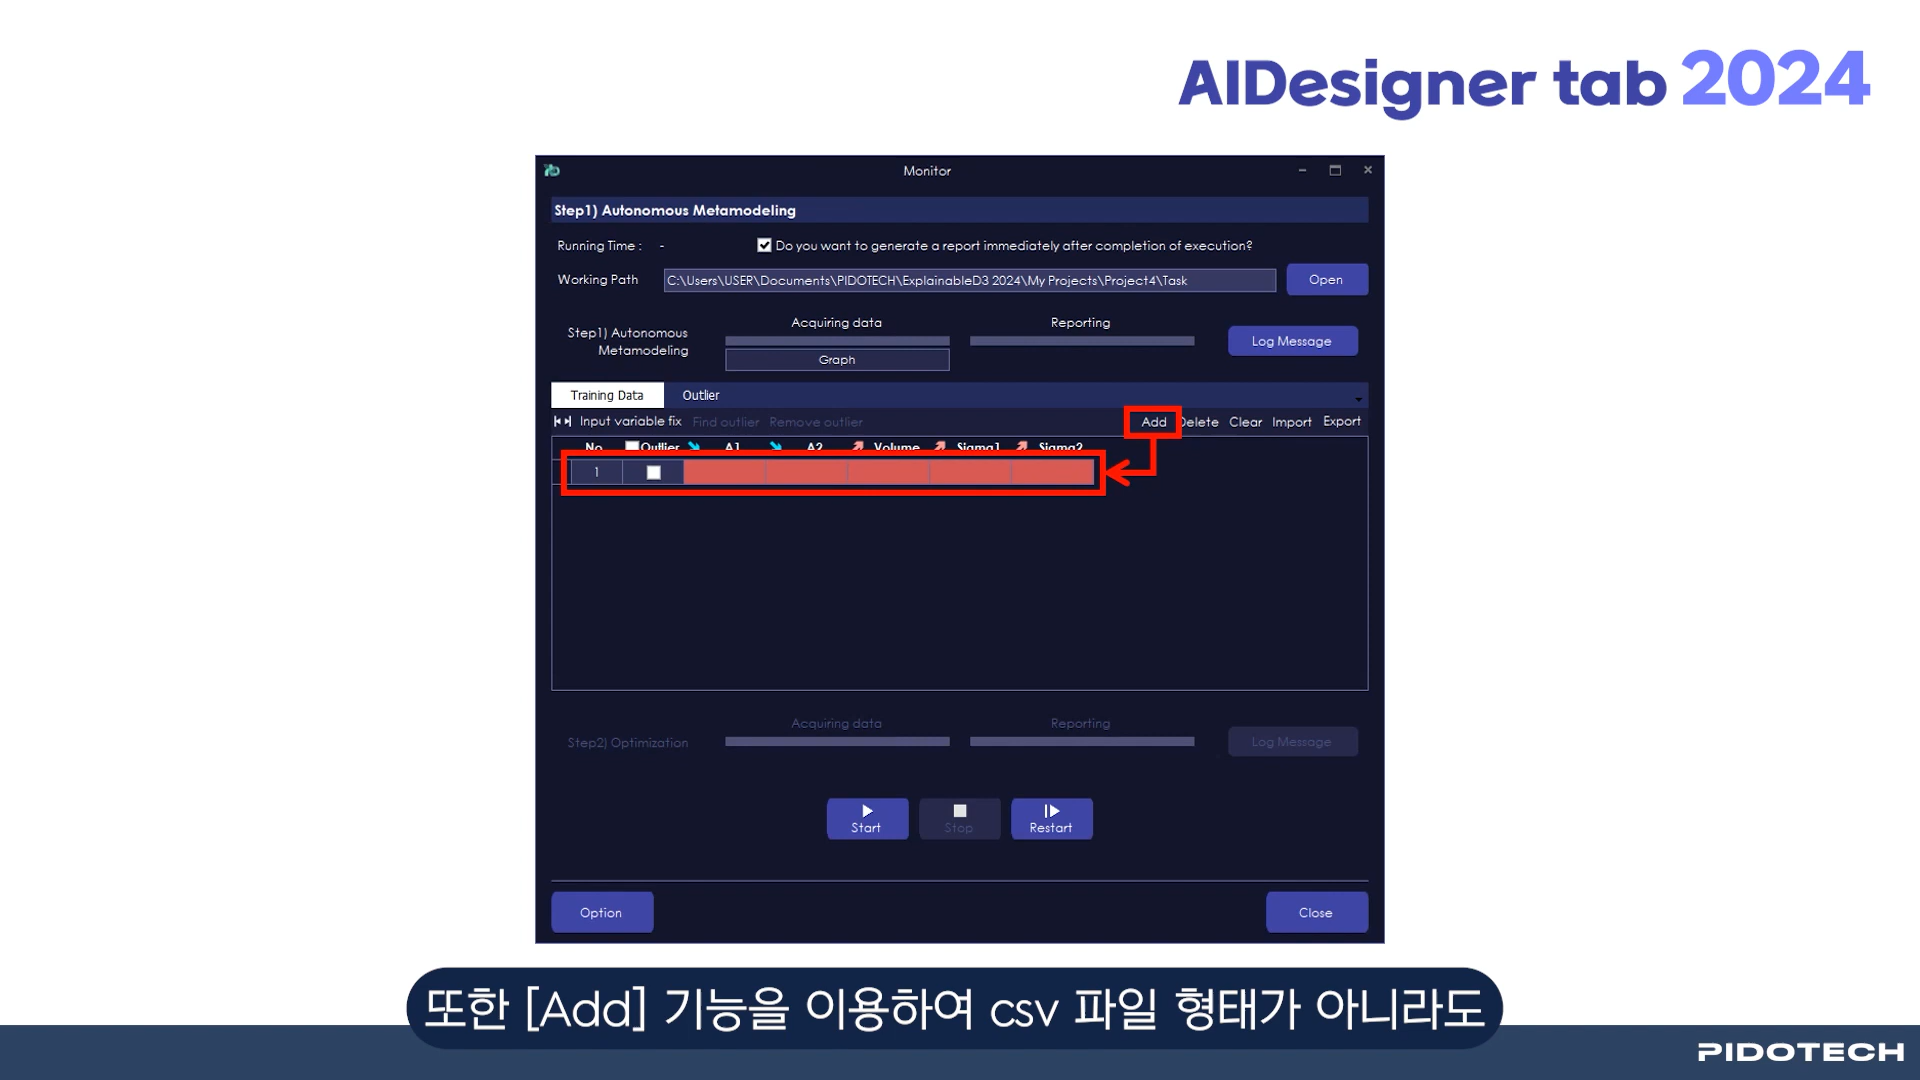 AIDesigner tab 2024
Monitor
Step1) Autonomous Metamodeling
Running Time : -
Do you want to generate a report immediately after completion of execution?
Working Path
C:\Users\USER\Documents\PIDOTECH\ExplainableD3 2024\My Projects\Project4\Task
Open
Step1) Autonomous
Metamodeling
Acquiring data
Reporting
Graph
Log Message
Training Data
Outlier
Input variable fix
Find outlier
Remove outlier
Add
Delete
Clear
Import
Export
No
Outlier
A1
A2
Volume
Sigma1
Sigma2
1
Acquiring data
Reporting
Step2) Optimization
Log Message
Start
Stop
Restart
Option
Close
또한 [Add] 기능을 이용하여 csv 파일 형태가 아니라도
PIDOTECH